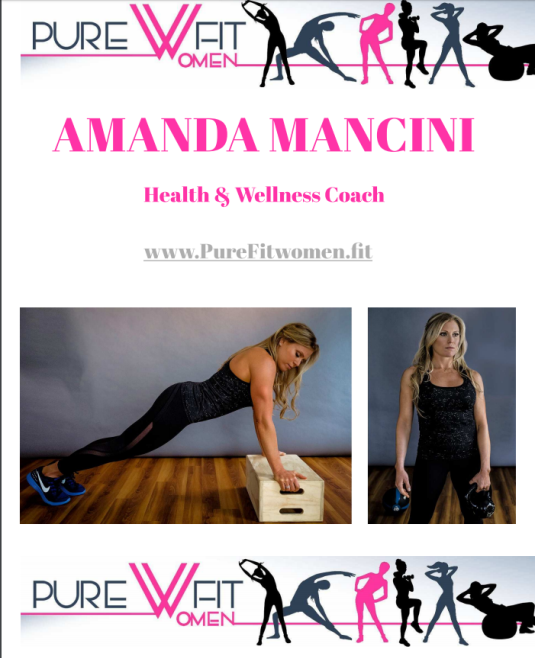 PURE W FIT
OMEN
AMANDA MANCINI
Health & Wellness Coach
www.PureFitwomen.fit
PURE W FIT
OMEN